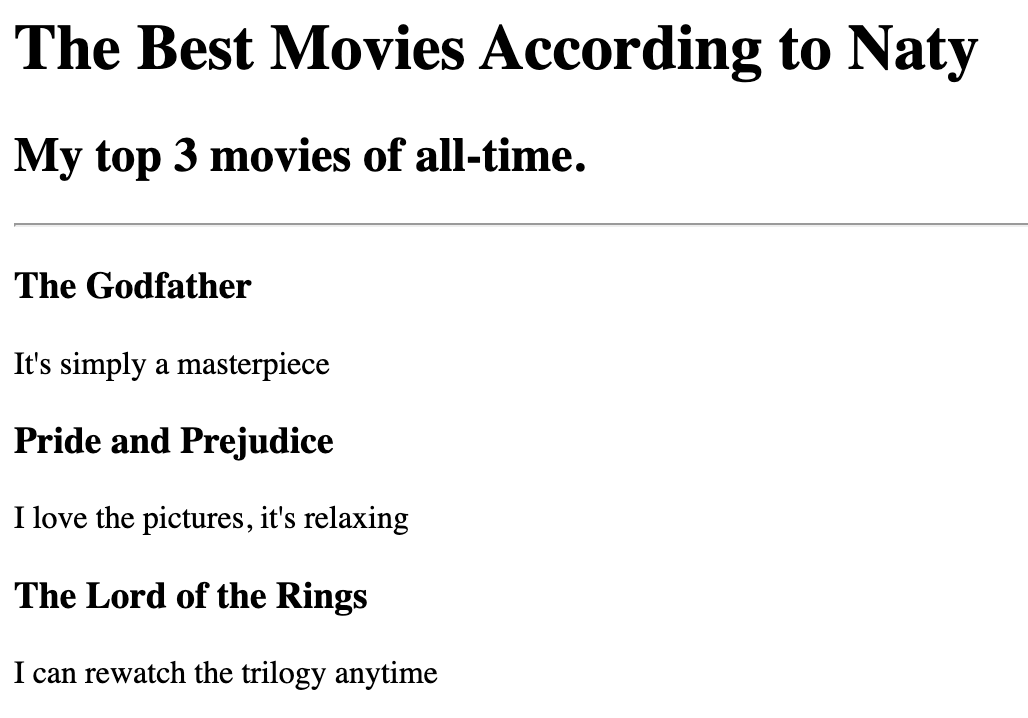 The Best Movies According to Naty
My top 3 movies of all-time.
The Godfather
It's simply a masterpiece
Pride and Prejudice
I love the pictures, it's relaxing
The Lord of the Rings
I can rewatch the trilogy anytime